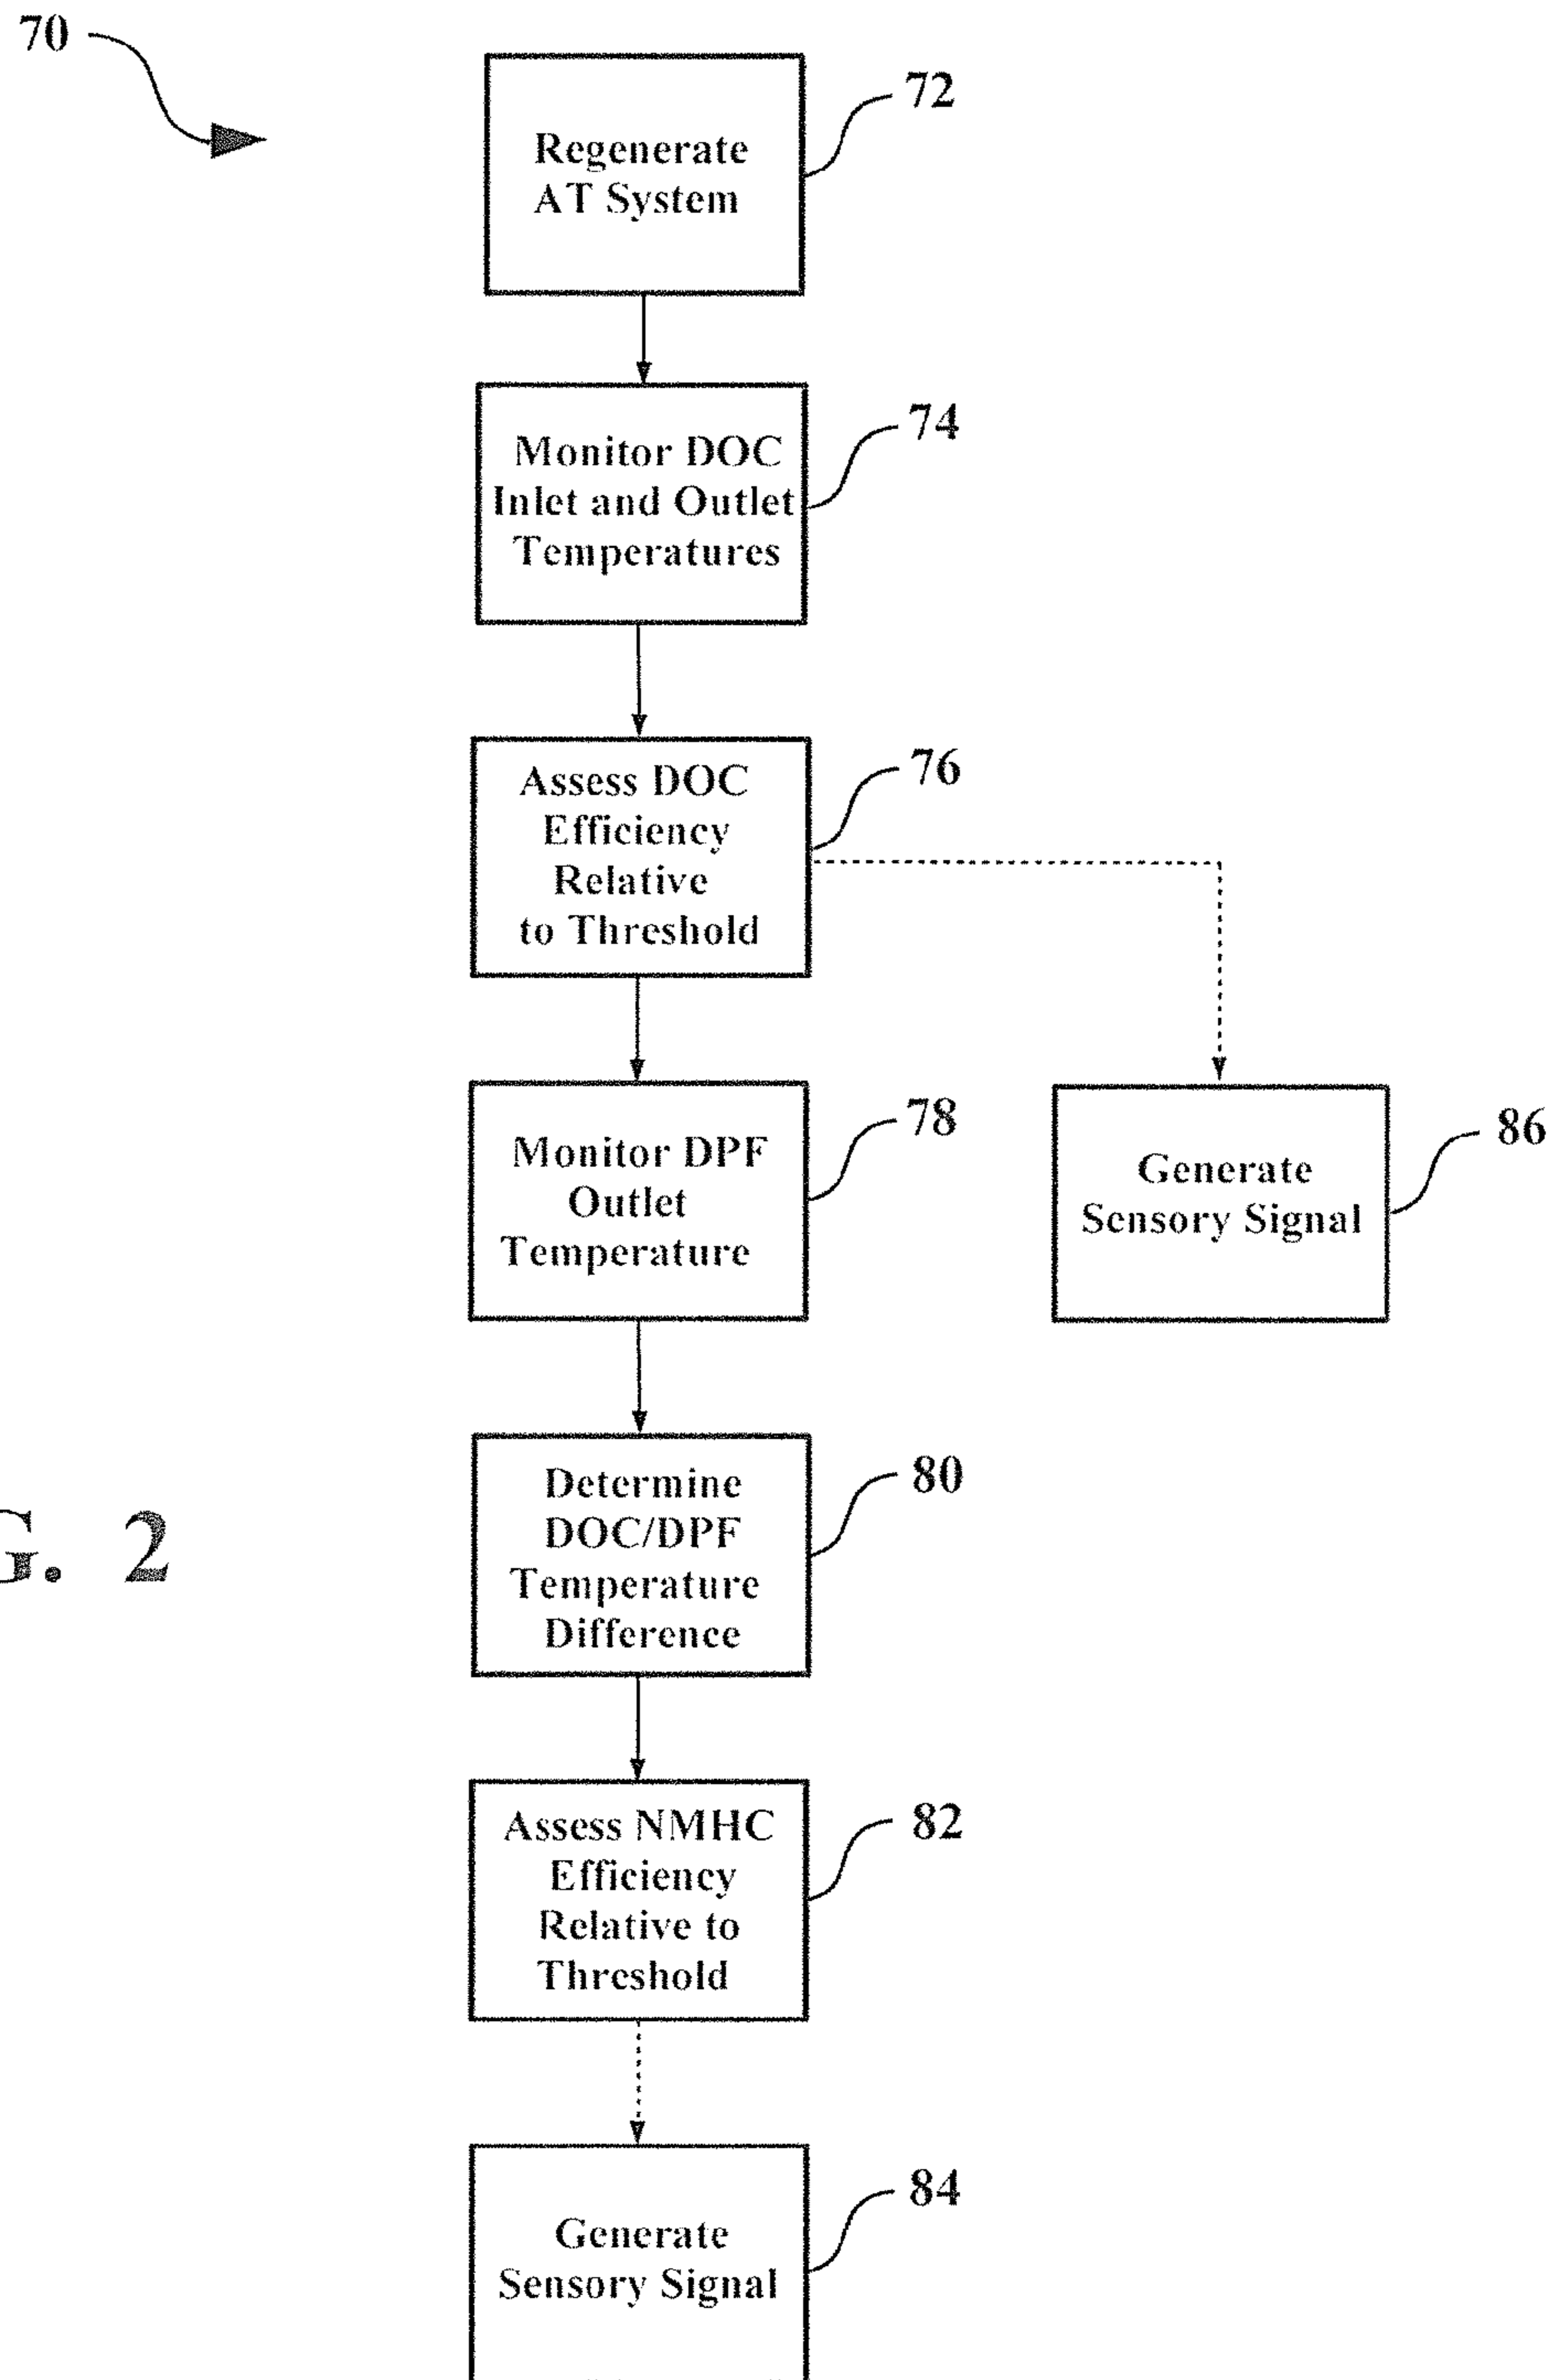 70
72
Regenerate
AT System
74
Monitor DOC
Inlet and Outlet
Temperatures
76
Assess DOC
Efficiency
Relative
to Threshold
78
Monitor DPF
Outlet
Temperature
86
Generate
Sensory Signal
80
Determine
DOC/DPF
Temperature
Difference
G. 2
82
Assess NMHC
Efficiency
Relative to
Threshold
84
Generate
Sensory Signal